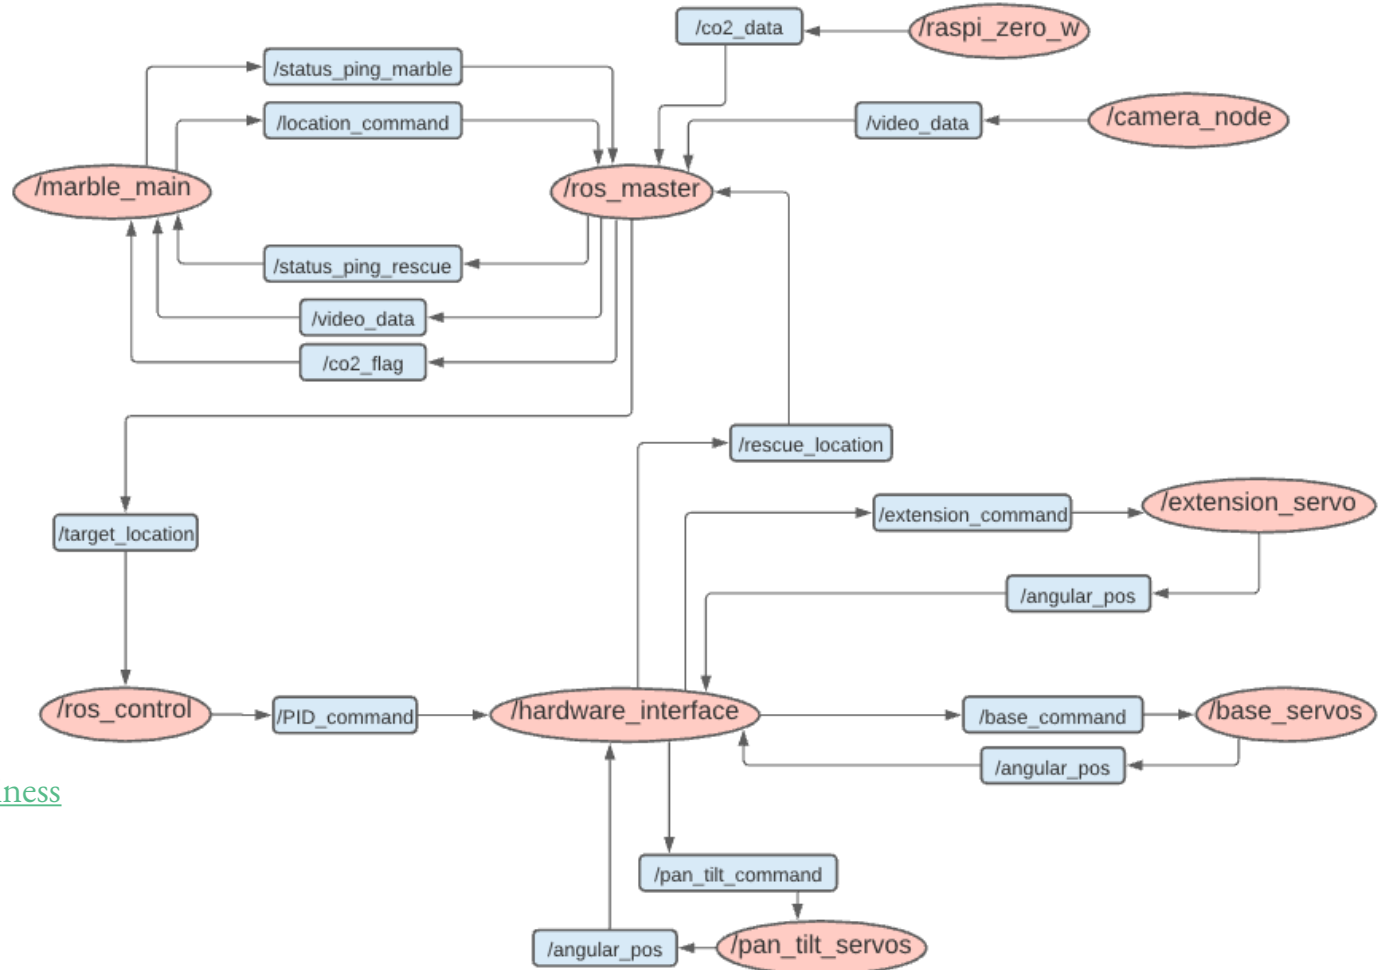 /co2_data
/raspi_zero_w
/status_ping_marble
/location_command
/video_data
/camera_node
/marble_main
/ros_master
/status_ping_rescue
/video_data
/co2_flag
/rescue_location
/target_location
/extension_command
/extension_servo
/angular_pos
/ros_control
/PID_command
/hardware_interface
/base_command
/base_servos
/angular_pos
/pan_tilt_command
/angular_pos
/pan_tilt_servos